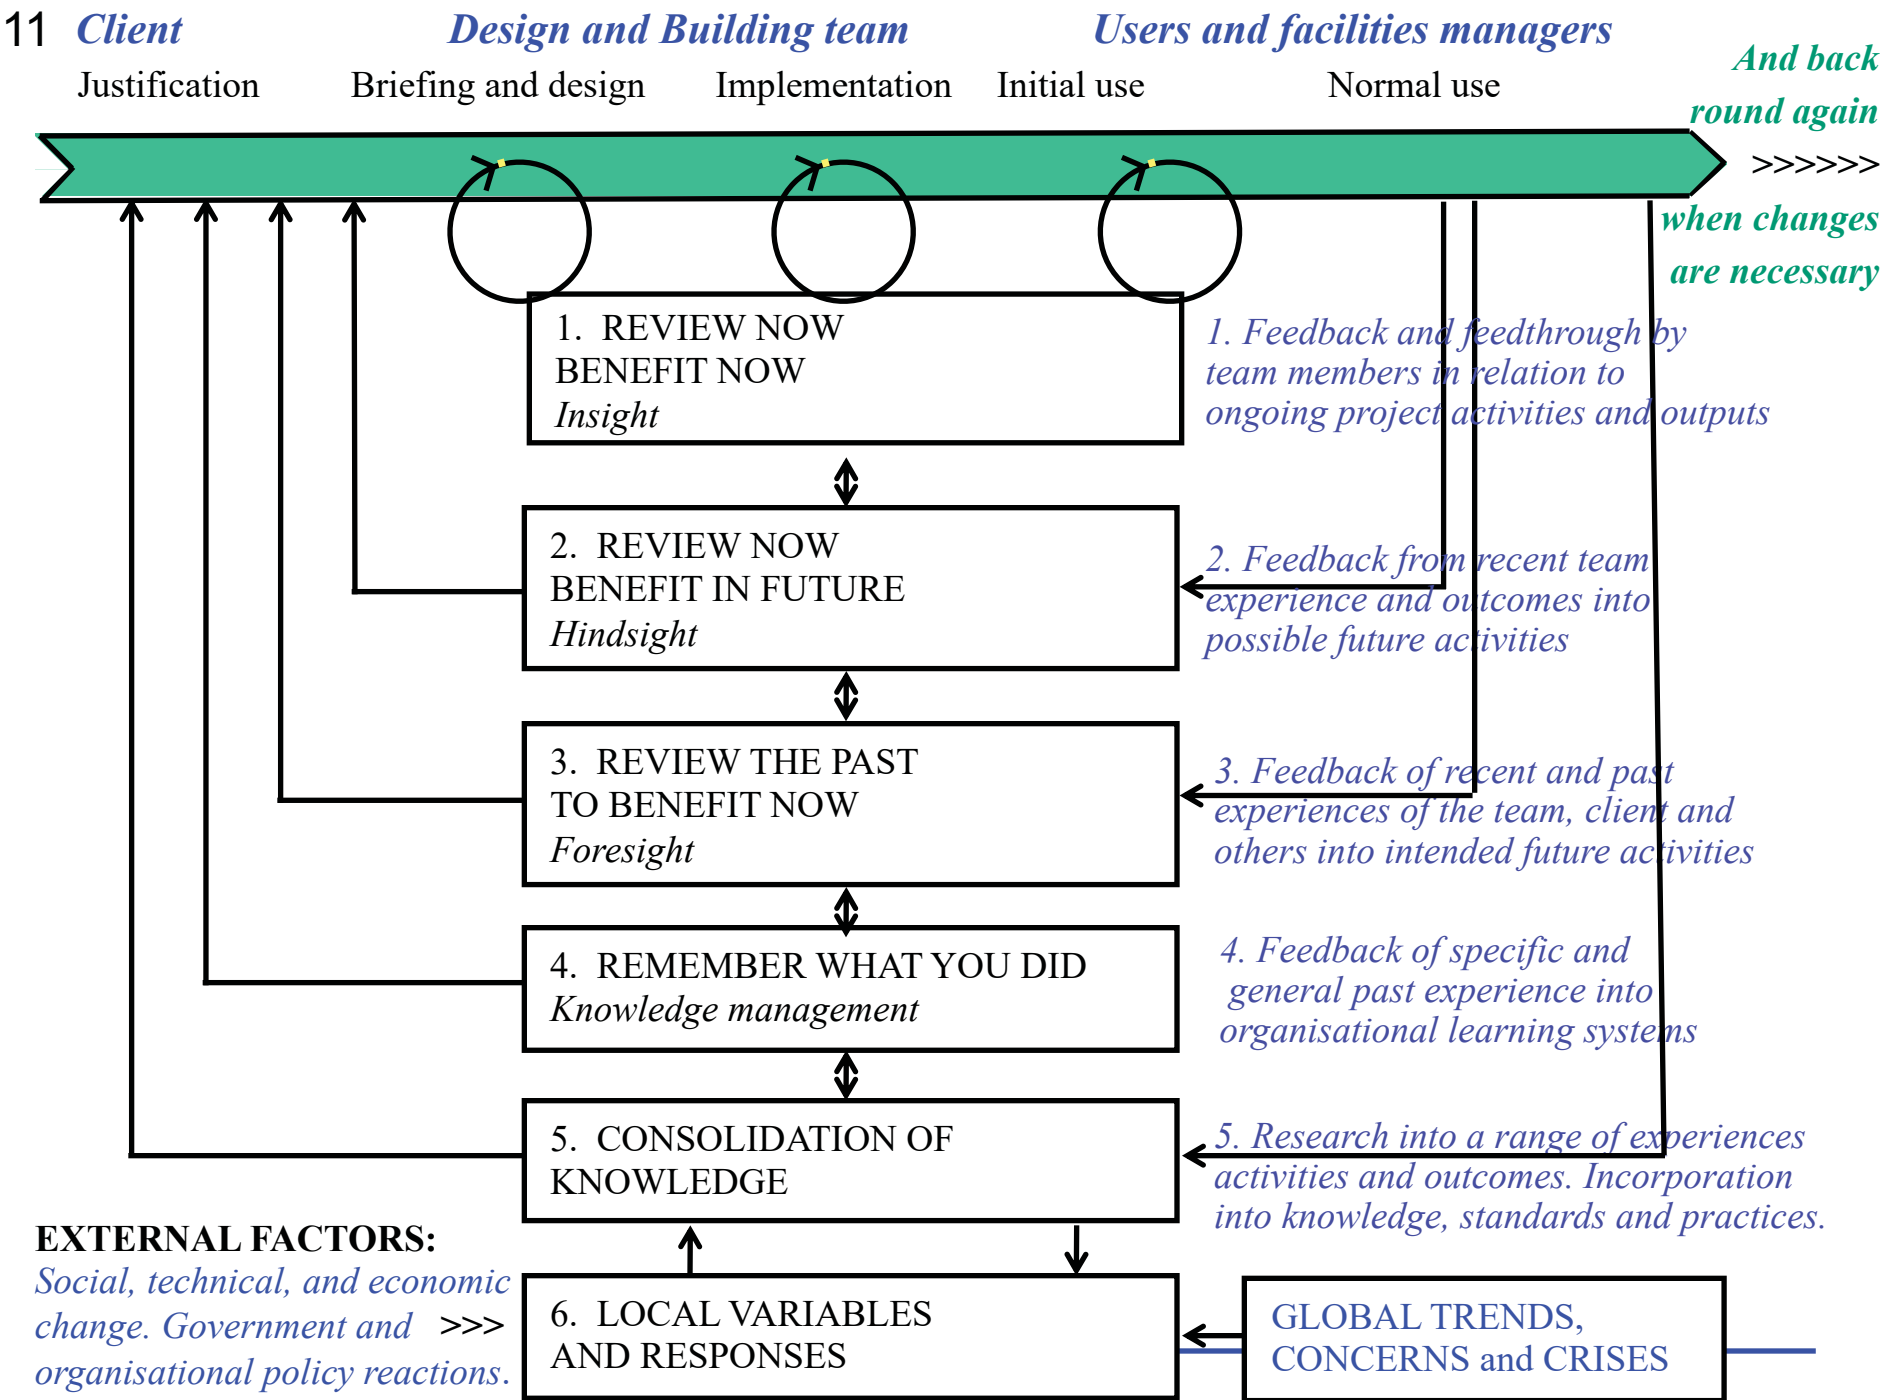 11 Client Design and Building team Users and facilities managers
Justification Briefing and design Implementation Initial use Normal use
And back
round again
>>>>>>
when changes
are necessary
1. REVIEW NOW
BENEFIT NOW
Insight
1. Feedback and feedthrough by
team members in relation to
ongoing project activities and outputs
2. REVIEW NOW
BENEFIT IN FUTURE
Hindsight
2. Feedback from recent team
experience and outcomes into
possible future activities
3. REVIEW THE PAST
TO BENEFIT NOW
Foresight
3. Feedback of recent and past
experiences of the team, client and
others into intended future activities
4. REMEMBER WHAT YOU DID
Knowledge management
4. Feedback of specific and
general past experience into
organisational learning systems
5. CONSOLIDATION OF
KNOWLEDGE
5. Research into a range of experiences
activities and outcomes. Incorporation
into knowledge, standards and practices.
EXTERNAL FACTORS:
Social, technical, and economic
change. Government and >>>
organisational policy reactions.
6. LOCAL VARIABLES
AND RESPONSES
GLOBAL TRENDS,
CONCERNS and CRISES